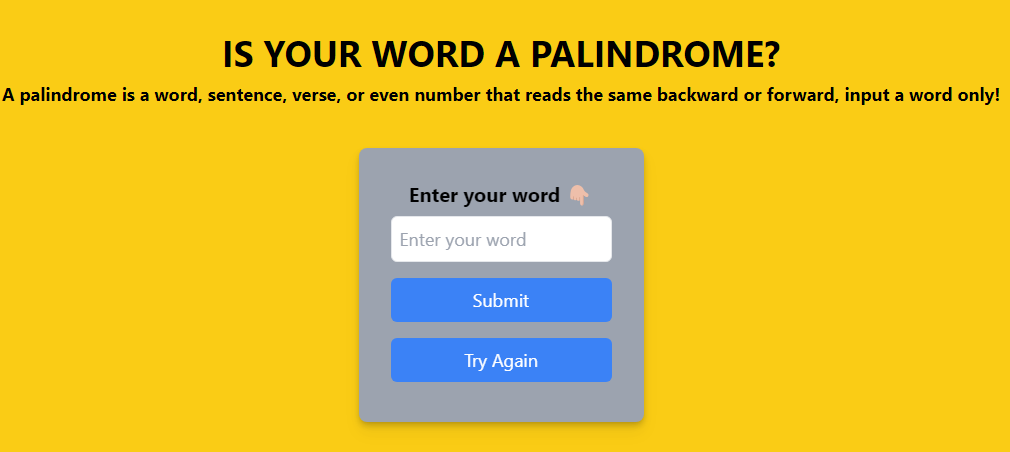 IS YOUR WORD A PALINDROME?
A palindrome is a word, sentence, verse, or even number that reads the same backward or forward, input a word only!
Enter your word 👇🏼
Enter your word
Submit
Try Again